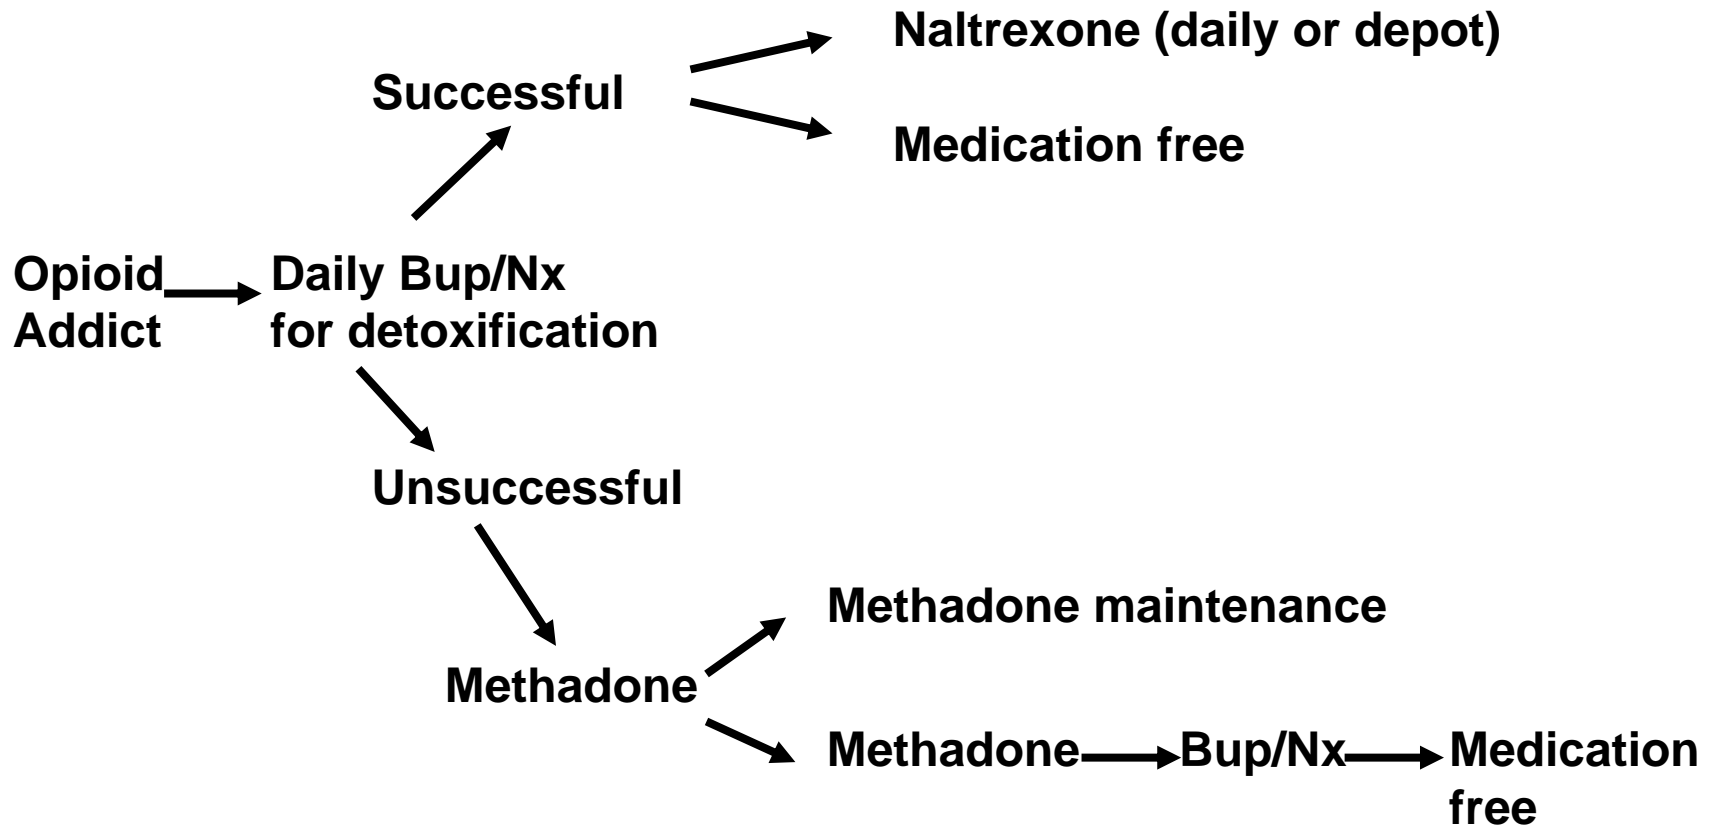 Naltrexone (daily or depot)
Successful
Medication free
Opioid
Addict
Daily Bup/Nx
for detoxification
Unsuccessful
Methadone maintenance
Methadone
Methadone
Bup/Nx
Medication
free